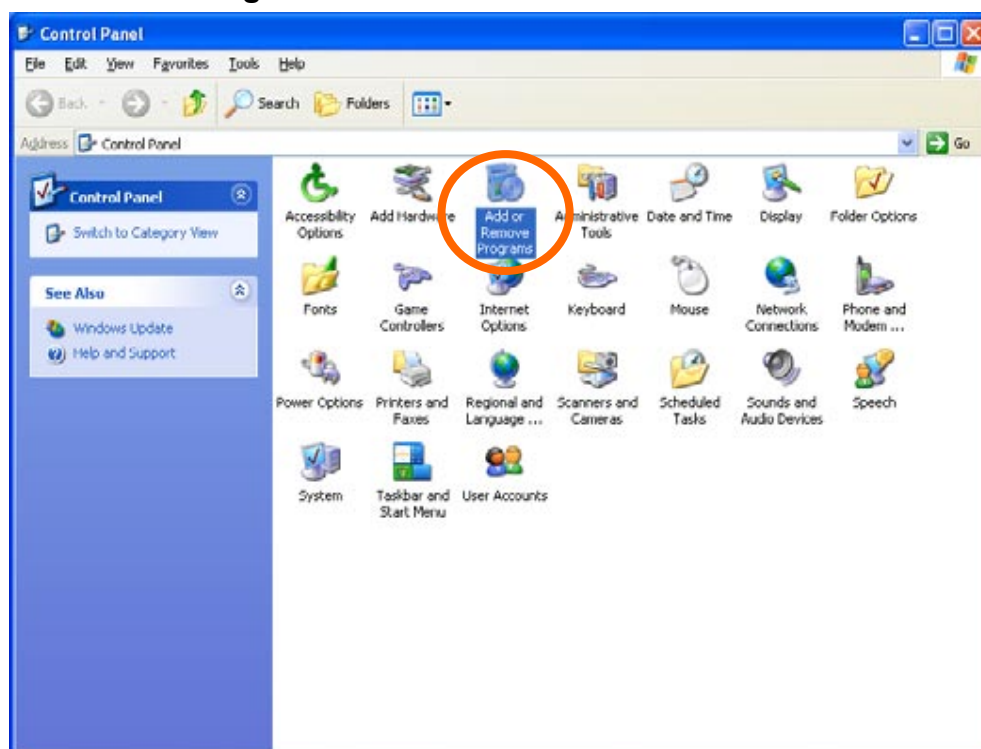 Control Panel
File Edit View Favorites Tools Help
Back Search Folders
Address Control Panel Go
Control Panel
Switch to Category View
See Also
Windows Update
Help and Support
Accessibility Add Hardware Add or Administrative Date and Time Display Folder Options
Options Remove Tools
Programs
Fonts Game Internet Keyboard Mouse Network Phone and
Controllers Options Connections Modem ...
Power Options Printers and Regional and Scanners and Scheduled Sounds and Speech
Faxes Language ... Cameras Tasks Audio Devices
System Taskbar and User Accounts
Start Menu